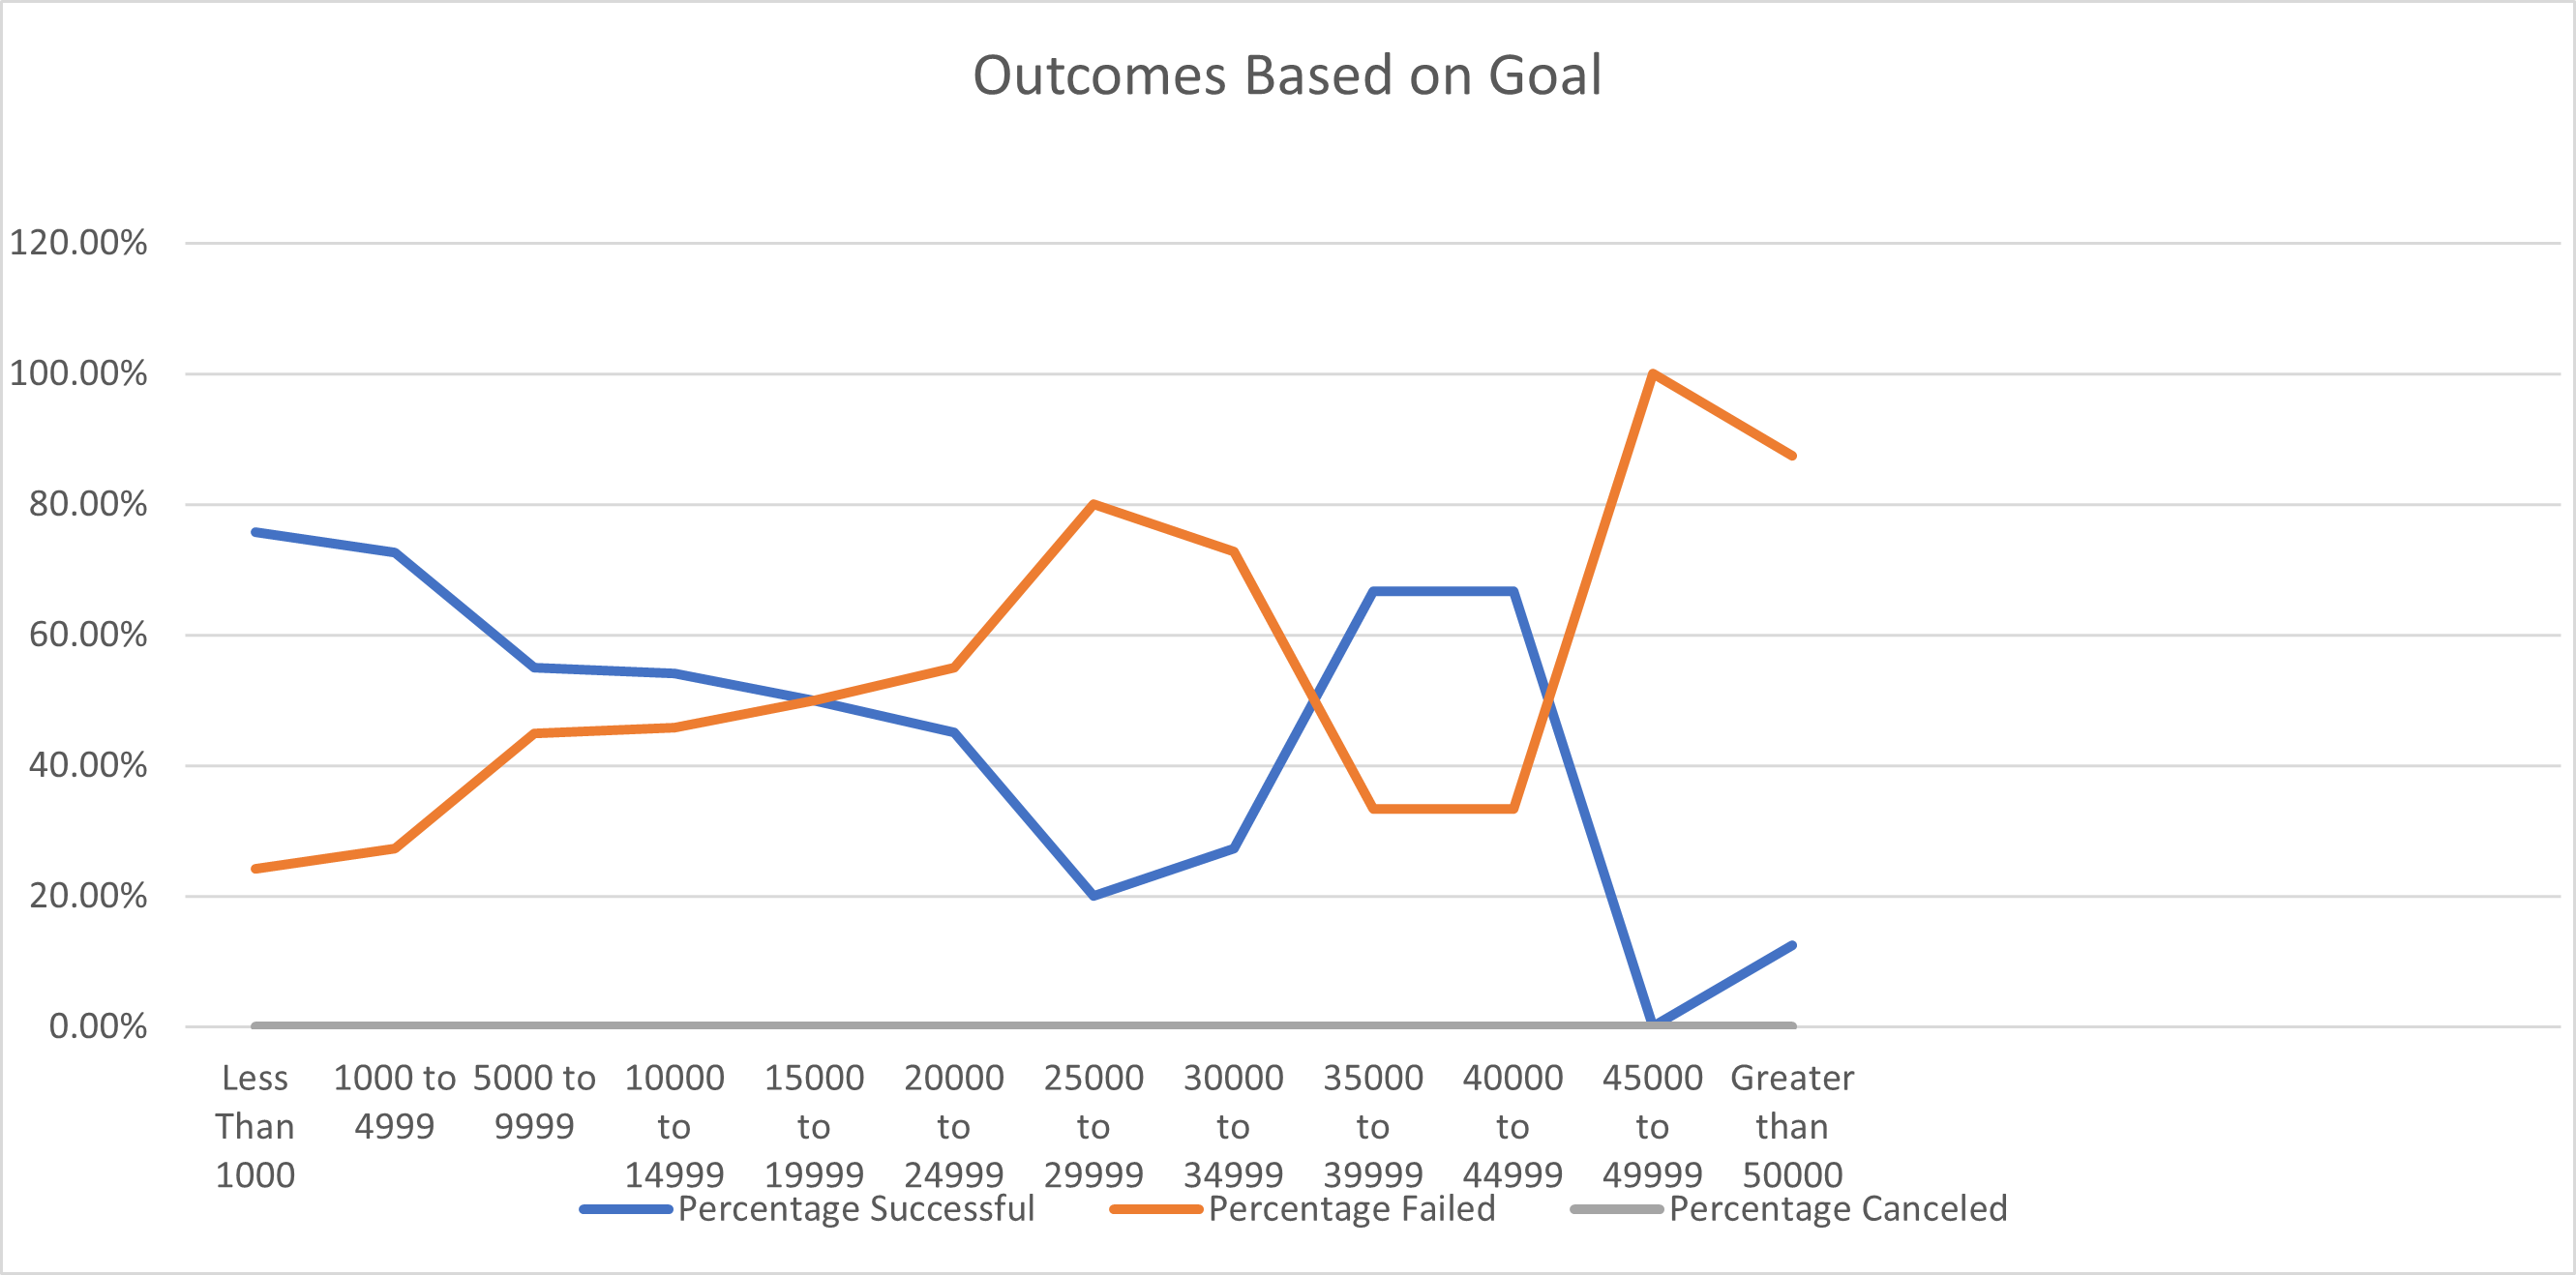 Outcomes Based on Goal
120.00%
100.00%
80.00%
60.00%
40.00%
20.00%
0.00%
Less
Than
1000
1000 to
4999
5000 to
9999
10000
to
14999
15000
to
19999
20000
to
24999
25000
to
29999
30000
to
34999
35000
to
39999
40000
to
44999
45000
to
49999
Greater
than
50000
Percentage Successful
Percentage Failed
Percentage Canceled